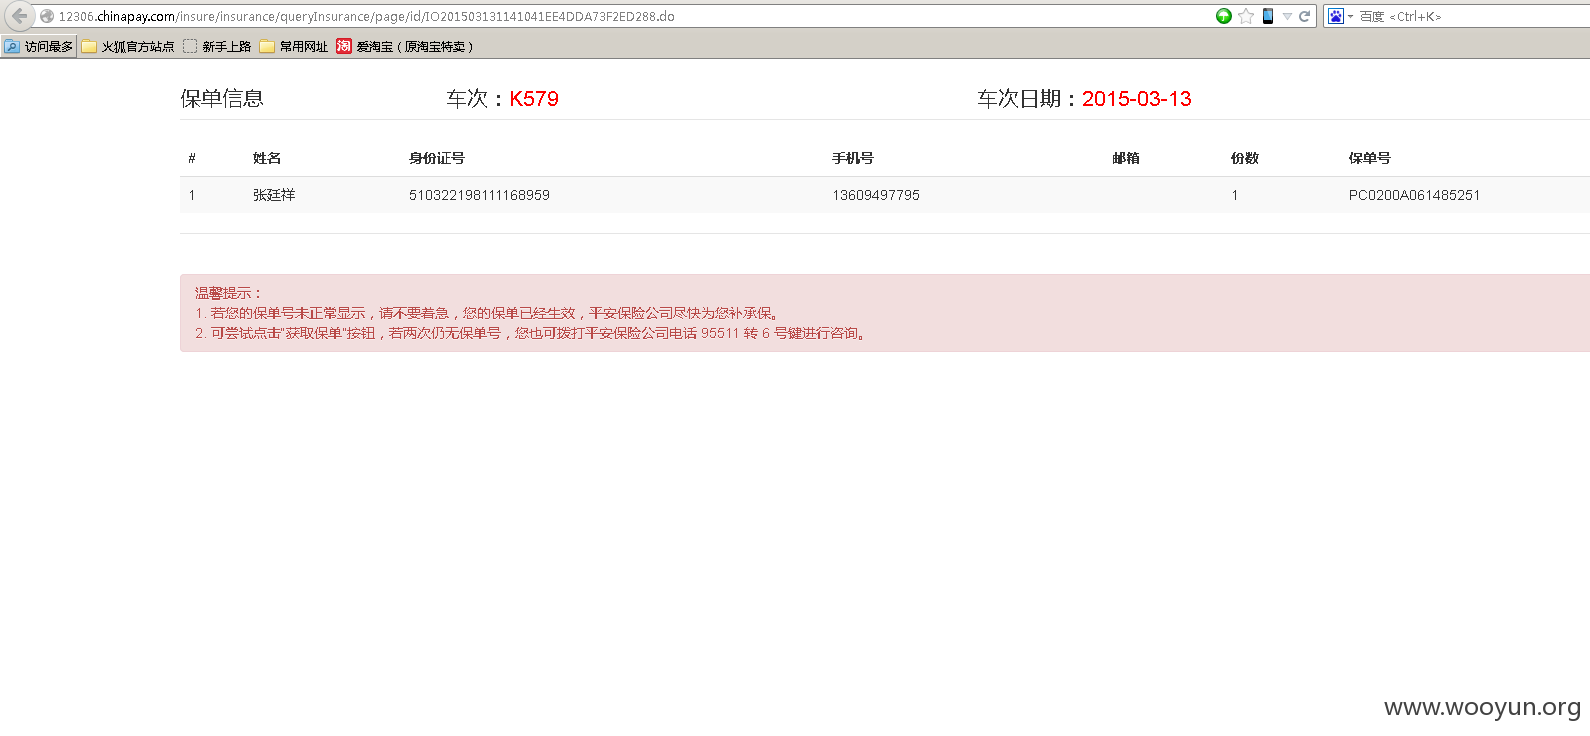 12306.chinapay.com/insure/insurance/queryInsurance/page/id/IO201503131141041EE4DDA73F2ED288.do
百度 <Ctrl+K>
访问最多 火狐官方站点 新手上路 常用网址 淘 爱淘宝（原淘宝特卖）
保单信息 车次：K579 车次日期：2015-03-13
# 姓名 身份证号 手机号 邮箱 份数 保单号
1 张廷祥 510322198111168959 13609497795 1 PC0200A061485251
温馨提示：
1. 若您的保单号未正常显示，请不要着急，您的保单已经生效，平安保险公司尽快为您补承保。
2. 可尝试点击"获取保单"按钮，若两次仍无保单号，您也可拨打平安保险公司电话 95511 转 6 号键进行咨询。
www.wooyun.org